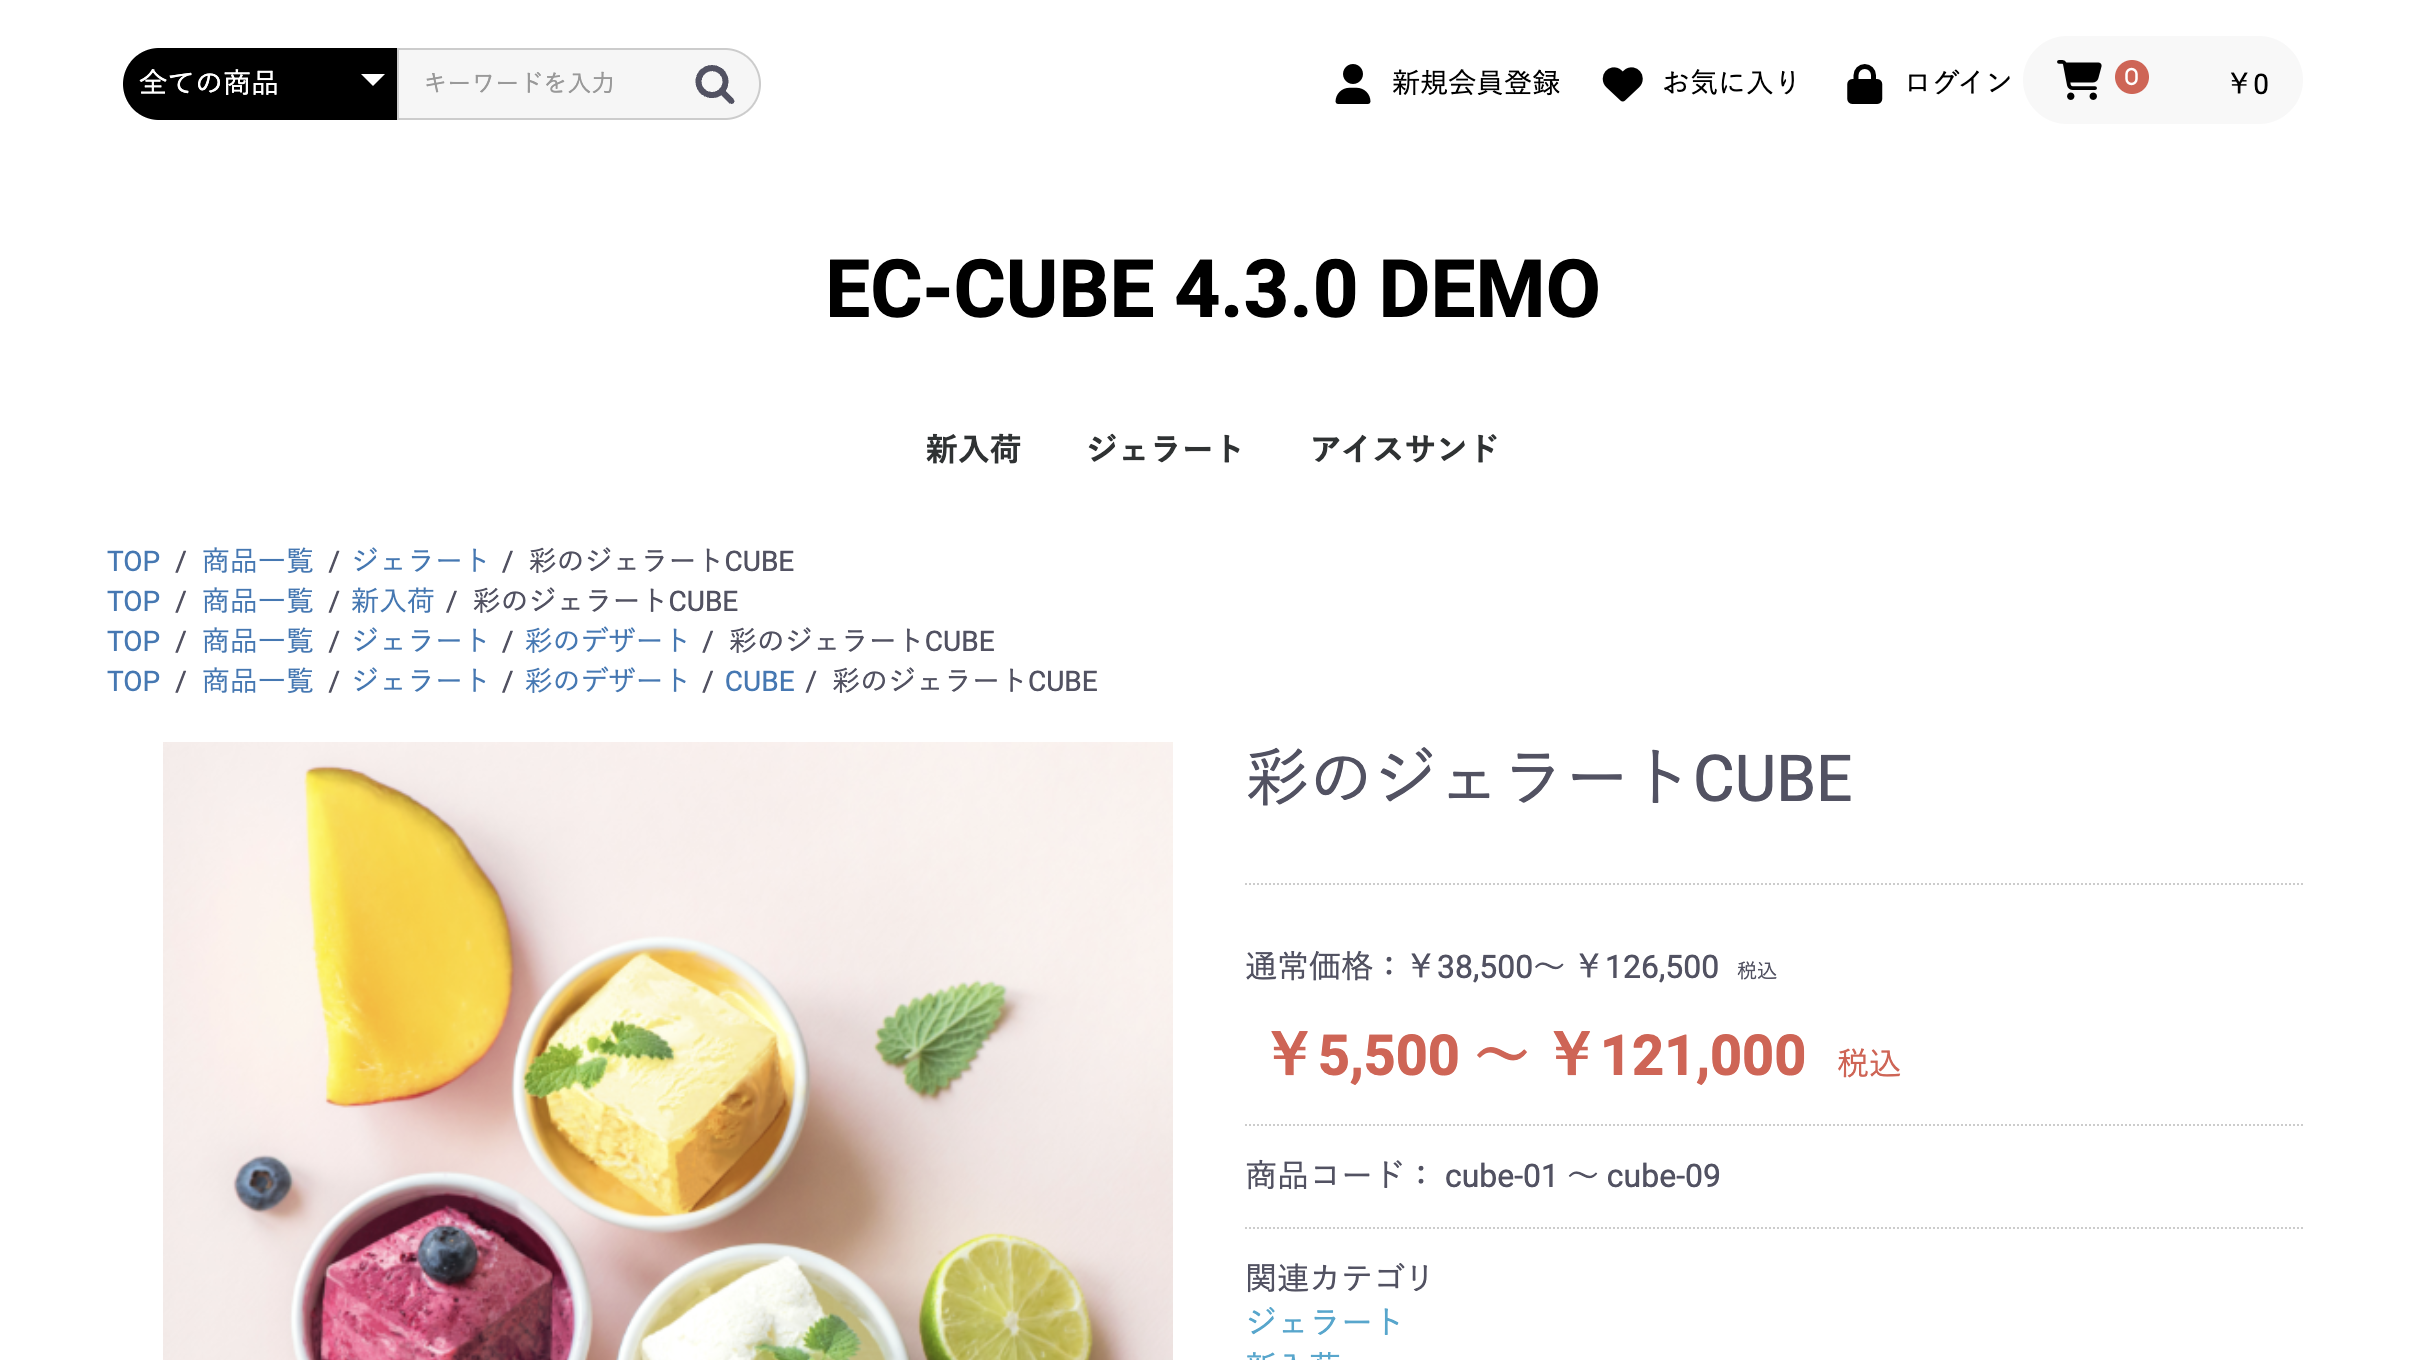 全ての商品 キーワードを入力 新規会員登録 お気に入り ログイン 0 ￥0
EC-CUBE 4.3.0 DEMO
新入荷 ジェラート アイスサンド
TOP / 商品一覧 / ジェラート / 彩のジェラートCUBE
TOP / 商品一覧 / 新入荷 / 彩のジェラートCUBE
TOP / 商品一覧 / ジェラート / 彩のデザート / 彩のジェラートCUBE
TOP / 商品一覧 / ジェラート / 彩のデザート / CUBE / 彩のジェラートCUBE
彩のジェラートCUBE
通常価格：￥38,500～ ￥126,500 税込
￥5,500 ～ ￥121,000 税込
商品コード： cube-01 ～ cube-09
関連カテゴリ
ジェラート
新入荷